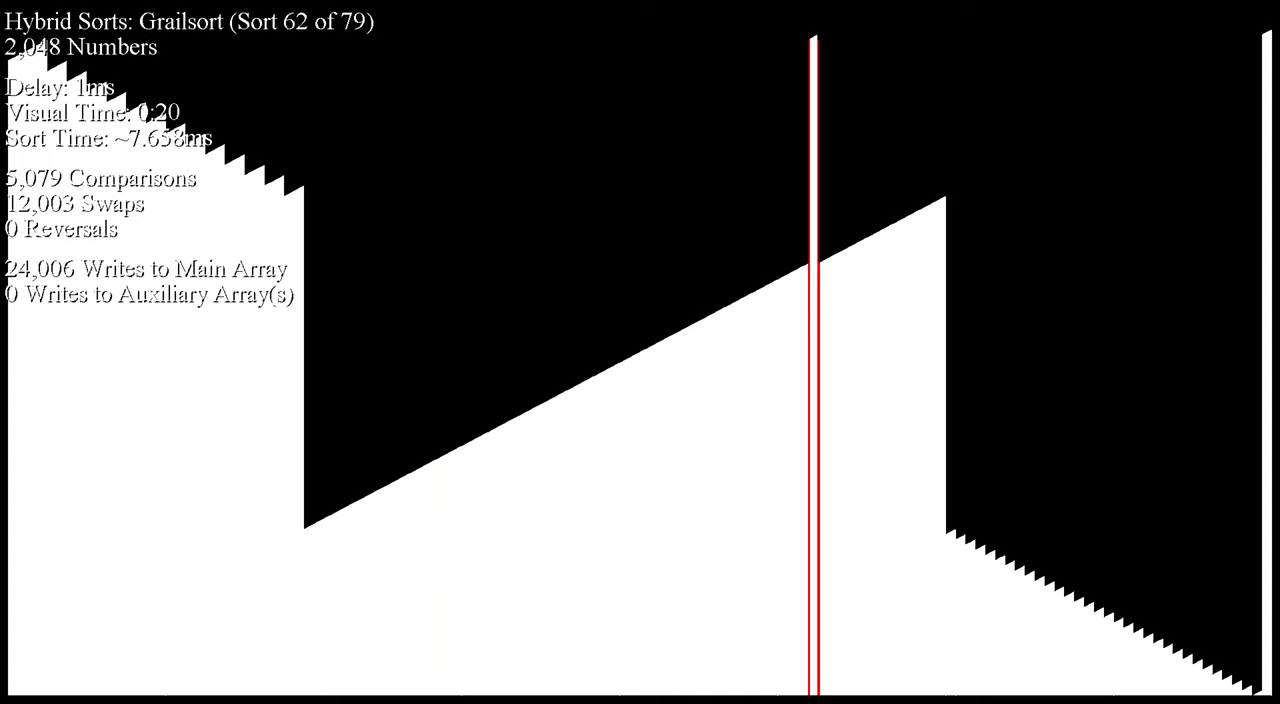 Hybrid Sorts: Grailsort (Sort 62 of 79)
2,048 Numbers
Delay: 1ms
Visual Time: 0:20
Sort Time: ~7.658ms
5,079 Comparisons
12,003 Swaps
0 Reversals
24,006 Writes to Main Array
0 Writes to Auxiliary Array(s)